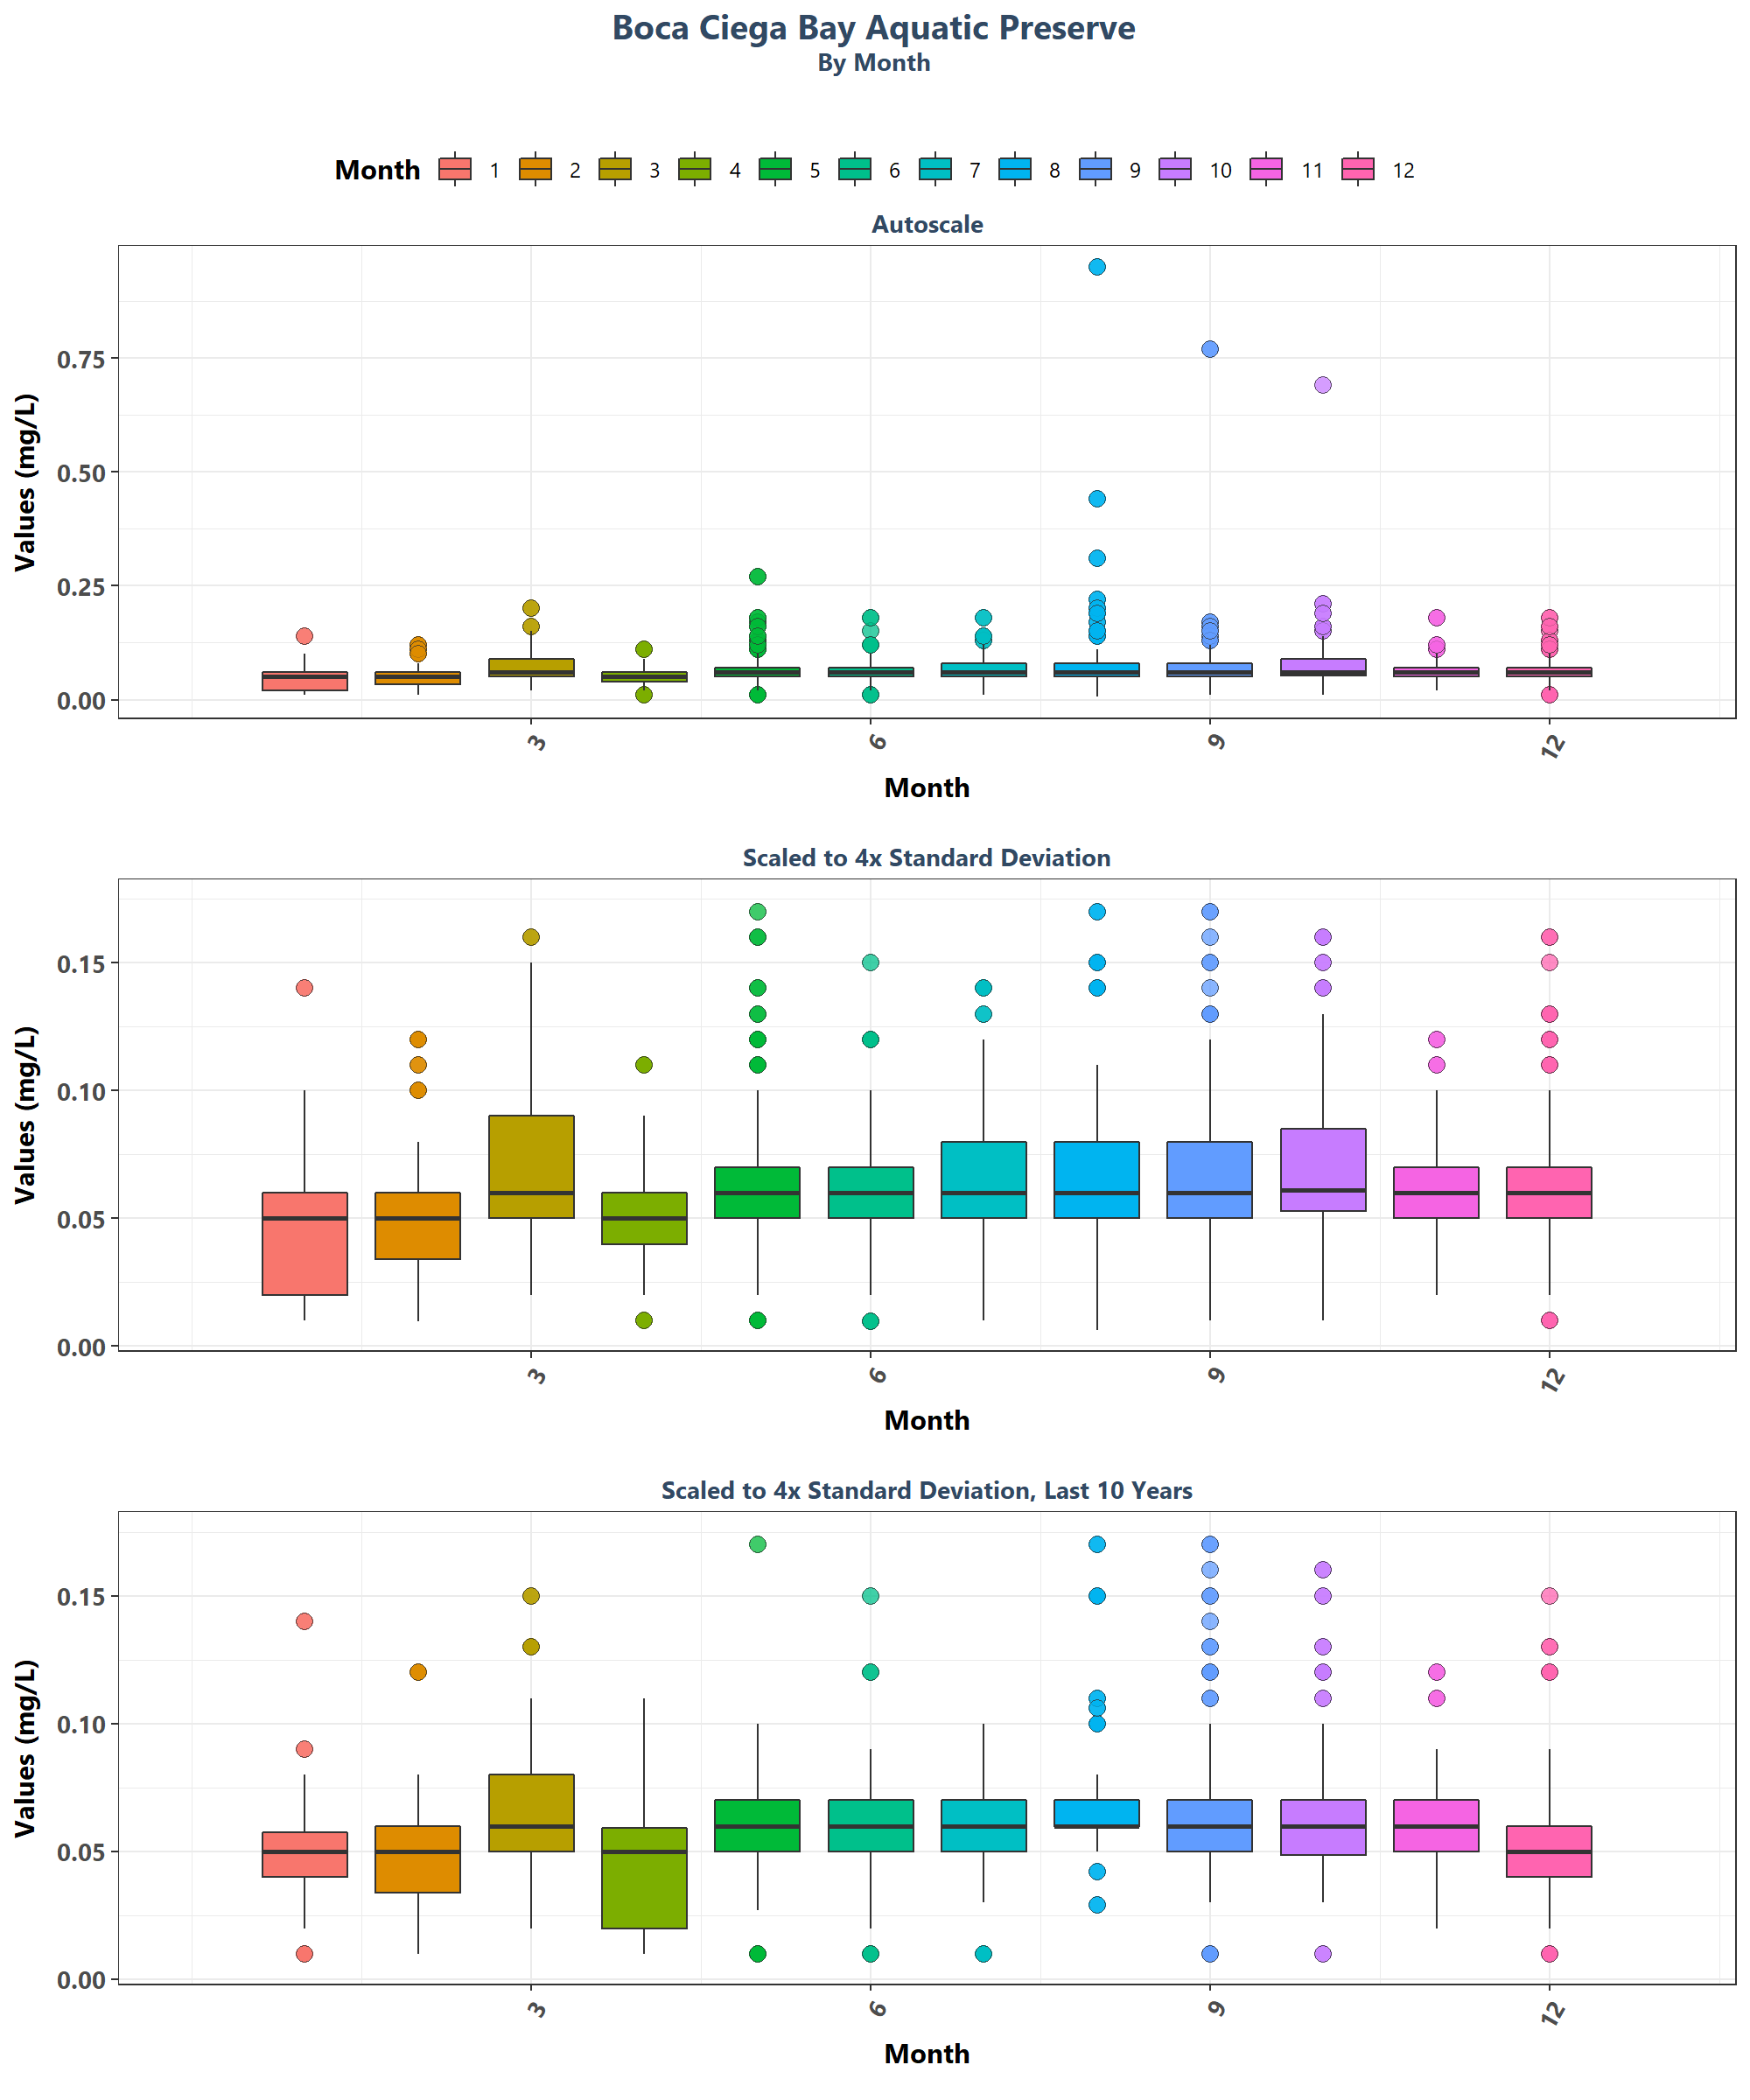 Boca Ciega Bay Aquatic Preserve
By Month
Month 1 2 3 4 5 6 7 8 9 10 11 12
Autoscale
Values (mg/L)
0.75
0.50
0.25
0.00
3 6 9 12
Month
Scaled to 4x Standard Deviation
Values (mg/L)
0.15
0.10
0.05
0.00
3 6 9 12
Month
Scaled to 4x Standard Deviation, Last 10 Years
Values (mg/L)
0.15
0.10
0.05
0.00
3 6 9 12
Month